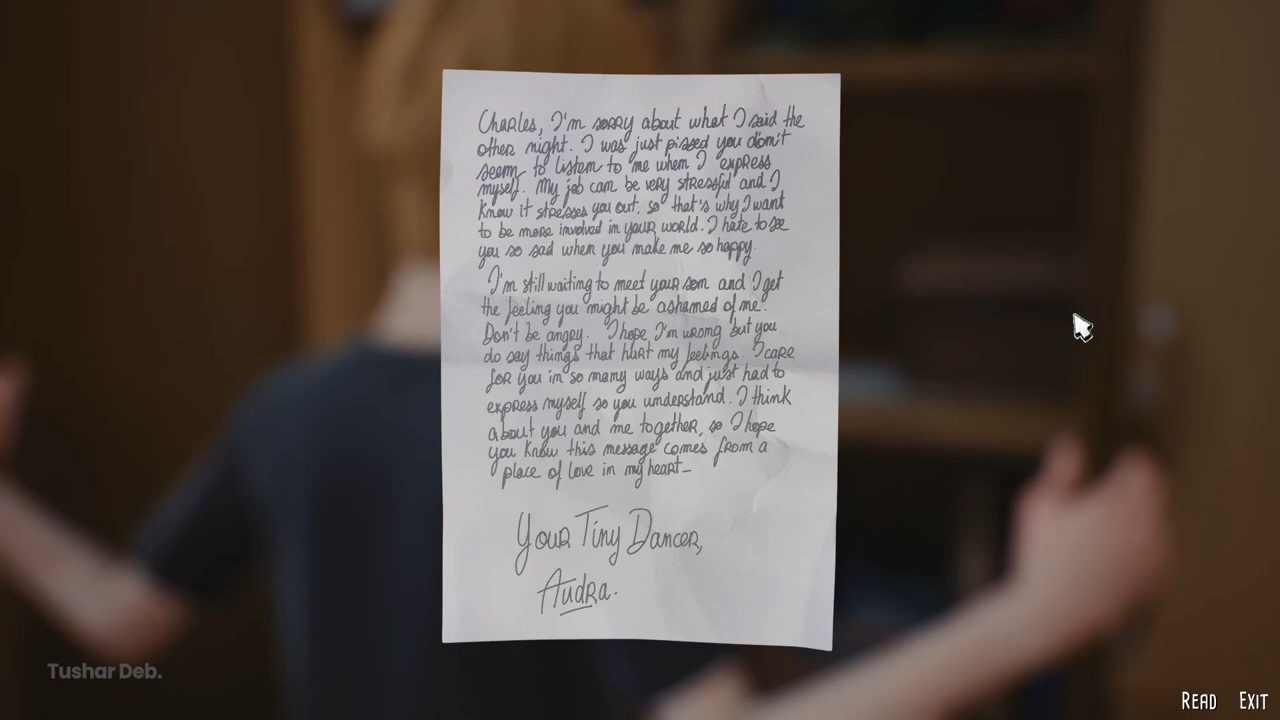 Charles, I'm sorry about what I said the
other night. I was just pissed you don't
seem to listen to me when I express
myself. My job can be very stressful and I
know it stresses you out, so that's why I want
to be more involved in your world. I hate to see
you so sad when you make me so happy.
I'm still waiting to meet your son and I get
the feeling you might be ashamed of me.
Don't be angry. I hope I'm wrong but you
do say things that hurt my feelings. I care
for you in so many ways and just had to
express myself so you understand. I think
about you and me together, so I hope
you know this message comes from a
place of love in my heart_
Your Tiny Dancer,
Audra.
Tushar Deb.
READ EXIT